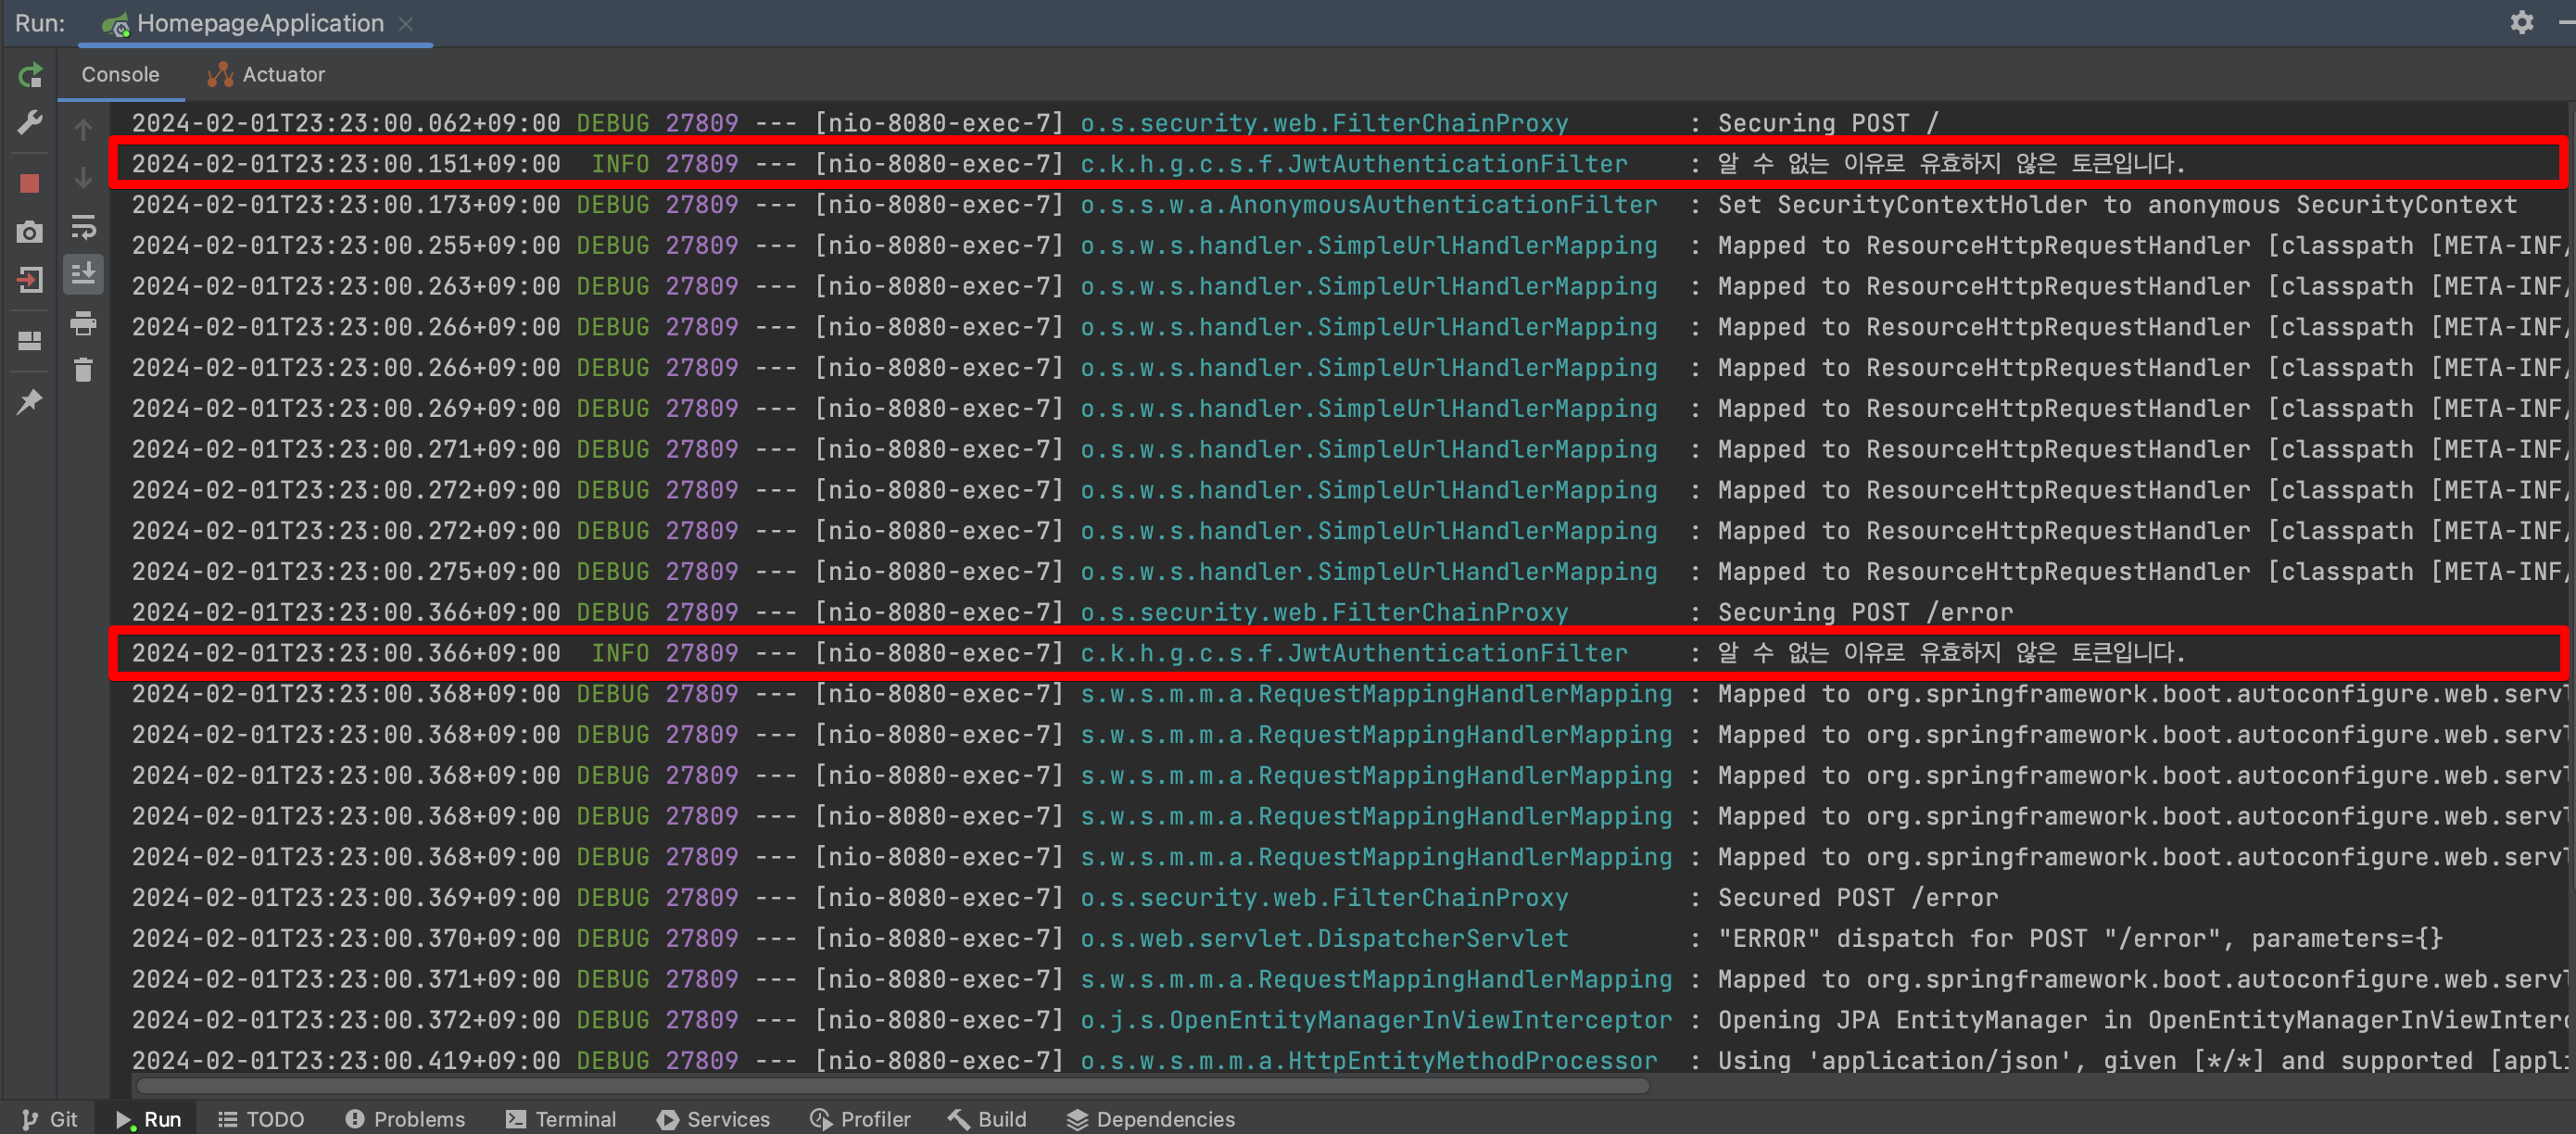 Run: HomepageApplication
Console Actuator
2024-02-01T23:23:00.062+09:00 DEBUG 27809 --- [nio-8080-exec-7] o.s.security.web.FilterChainProxy : Securing POST /
2024-02-01T23:23:00.151+09:00 INFO 27809 --- [nio-8080-exec-7] c.k.h.g.c.s.f.JwtAuthenticationFilter : 알 수 없는 이유로 유효하지 않은 토큰입니다.
2024-02-01T23:23:00.173+09:00 DEBUG 27809 --- [nio-8080-exec-7] o.s.s.w.a.AnonymousAuthenticationFilter : Set SecurityContextHolder to anonymous SecurityContext
2024-02-01T23:23:00.255+09:00 DEBUG 27809 --- [nio-8080-exec-7] o.s.w.s.handler.SimpleUrlHandlerMapping : Mapped to ResourceHttpRequestHandler [classpath [META-INF/
2024-02-01T23:23:00.263+09:00 DEBUG 27809 --- [nio-8080-exec-7] o.s.w.s.handler.SimpleUrlHandlerMapping : Mapped to ResourceHttpRequestHandler [classpath [META-INF/
2024-02-01T23:23:00.266+09:00 DEBUG 27809 --- [nio-8080-exec-7] o.s.w.s.handler.SimpleUrlHandlerMapping : Mapped to ResourceHttpRequestHandler [classpath [META-INF/
2024-02-01T23:23:00.266+09:00 DEBUG 27809 --- [nio-8080-exec-7] o.s.w.s.handler.SimpleUrlHandlerMapping : Mapped to ResourceHttpRequestHandler [classpath [META-INF/
2024-02-01T23:23:00.269+09:00 DEBUG 27809 --- [nio-8080-exec-7] o.s.w.s.handler.SimpleUrlHandlerMapping : Mapped to ResourceHttpRequestHandler [classpath [META-INF/
2024-02-01T23:23:00.271+09:00 DEBUG 27809 --- [nio-8080-exec-7] o.s.w.s.handler.SimpleUrlHandlerMapping : Mapped to ResourceHttpRequestHandler [classpath [META-INF/
2024-02-01T23:23:00.272+09:00 DEBUG 27809 --- [nio-8080-exec-7] o.s.w.s.handler.SimpleUrlHandlerMapping : Mapped to ResourceHttpRequestHandler [classpath [META-INF/
2024-02-01T23:23:00.272+09:00 DEBUG 27809 --- [nio-8080-exec-7] o.s.w.s.handler.SimpleUrlHandlerMapping : Mapped to ResourceHttpRequestHandler [classpath [META-INF/
2024-02-01T23:23:00.275+09:00 DEBUG 27809 --- [nio-8080-exec-7] o.s.w.s.handler.SimpleUrlHandlerMapping : Mapped to ResourceHttpRequestHandler [classpath [META-INF/
2024-02-01T23:23:00.366+09:00 DEBUG 27809 --- [nio-8080-exec-7] o.s.security.web.FilterChainProxy : Securing POST /error
2024-02-01T23:23:00.366+09:00 INFO 27809 --- [nio-8080-exec-7] c.k.h.g.c.s.f.JwtAuthenticationFilter : 알 수 없는 이유로 유효하지 않은 토큰입니다.
2024-02-01T23:23:00.368+09:00 DEBUG 27809 --- [nio-8080-exec-7] s.w.s.m.m.a.RequestMappingHandlerMapping : Mapped to org.springframework.boot.autoconfigure.web.serv
2024-02-01T23:23:00.368+09:00 DEBUG 27809 --- [nio-8080-exec-7] s.w.s.m.m.a.RequestMappingHandlerMapping : Mapped to org.springframework.boot.autoconfigure.web.serv
2024-02-01T23:23:00.368+09:00 DEBUG 27809 --- [nio-8080-exec-7] s.w.s.m.m.a.RequestMappingHandlerMapping : Mapped to org.springframework.boot.autoconfigure.web.serv
2024-02-01T23:23:00.368+09:00 DEBUG 27809 --- [nio-8080-exec-7] s.w.s.m.m.a.RequestMappingHandlerMapping : Mapped to org.springframework.boot.autoconfigure.web.serv
2024-02-01T23:23:00.368+09:00 DEBUG 27809 --- [nio-8080-exec-7] s.w.s.m.m.a.RequestMappingHandlerMapping : Mapped to org.springframework.boot.autoconfigure.web.serv
2024-02-01T23:23:00.369+09:00 DEBUG 27809 --- [nio-8080-exec-7] o.s.security.web.FilterChainProxy : Secured POST /error
2024-02-01T23:23:00.370+09:00 DEBUG 27809 --- [nio-8080-exec-7] o.s.web.servlet.DispatcherServlet : "ERROR" dispatch for POST "/error", parameters={}
2024-02-01T23:23:00.371+09:00 DEBUG 27809 --- [nio-8080-exec-7] s.w.s.m.m.a.RequestMappingHandlerMapping : Mapped to org.springframework.boot.autoconfigure.web.serv
2024-02-01T23:23:00.372+09:00 DEBUG 27809 --- [nio-8080-exec-7] o.j.s.OpenEntityManagerInViewInterceptor : Opening JPA EntityManager in OpenEntityManagerInViewInterc
2024-02-01T23:23:00.419+09:00 DEBUG 27809 --- [nio-8080-exec-7] o.s.w.s.m.m.a.HttpEntityMethodProcessor : Using 'application/json', given [*/*] and supported [appli
Git Run TODO Problems Terminal Services Profiler Build Dependencies